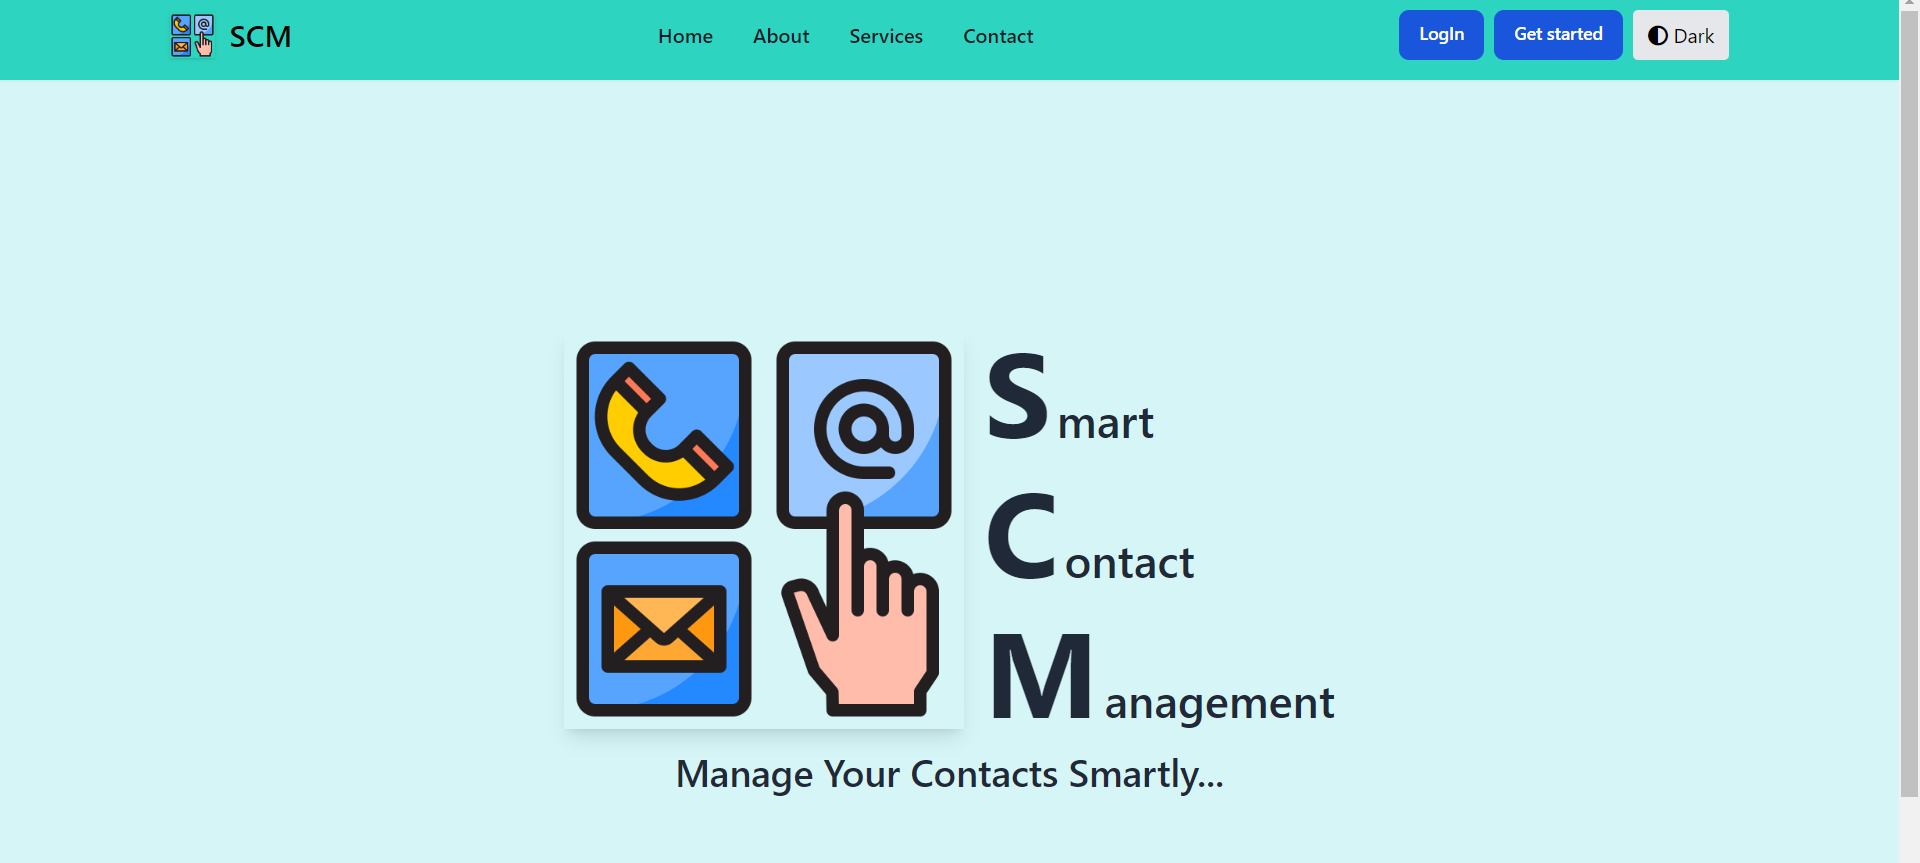 SCM Home About Services Contact LogIn Get started Dark
@
Smart
Contact
Management
Manage Your Contacts Smartly...